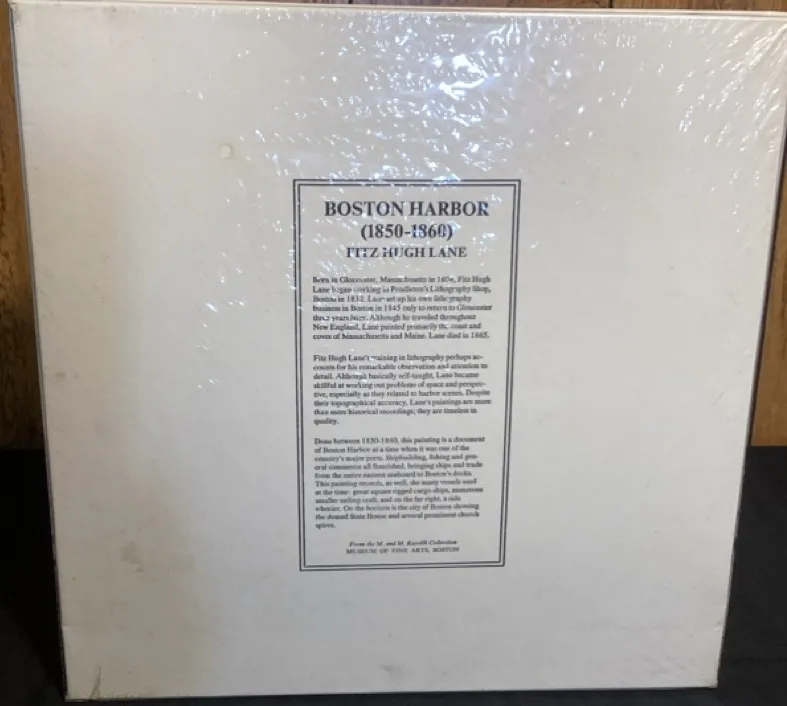 BOSTON HARBOR
(1850-1860)
FITZ HUGH LANE
Born in Gloucester, Massachusetts in 1804, Fitz Hugh
Lane began working in Pendleton's Lithography Shop,
Boston in 1832. Lane set up his own lithography
business in Boston in 1845 only to return to Gloucester
three years later. Although he traveled throughout
New England, Lane painted primarily the coast and
coves of Massachusetts and Maine. Lane died in 1865.
Fitz Hugh Lane's training in lithography perhaps ac-
counts for his remarkable observation and attention to
detail. Although basically self-taught, Lane became
skillful at working out problems of space and perspec-
tive, especially as they related to harbor scenes. Despite
their topographical accuracy, Lane's paintings are more
than mere historical recordings; they are timeless in
quality.
Done between 1850-1860, this painting is a document
of Boston Harbor at a time when it was one of the
country's major ports. Shipbuilding, fishing and gen-
eral commerce all flourished, bringing ships and trade
from the entire eastern seaboard to Boston's docks.
This painting records, as well, the many vessels used
at the time: great square rigged cargo ships, numerous
smaller sailing craft, and on the far right, a side
wheeler. On the horizon is the city of Boston showing
the domed State House and several prominent church
spires.
From the M. and M. Karolik Collection
MUSEUM OF FINE ARTS, BOSTON